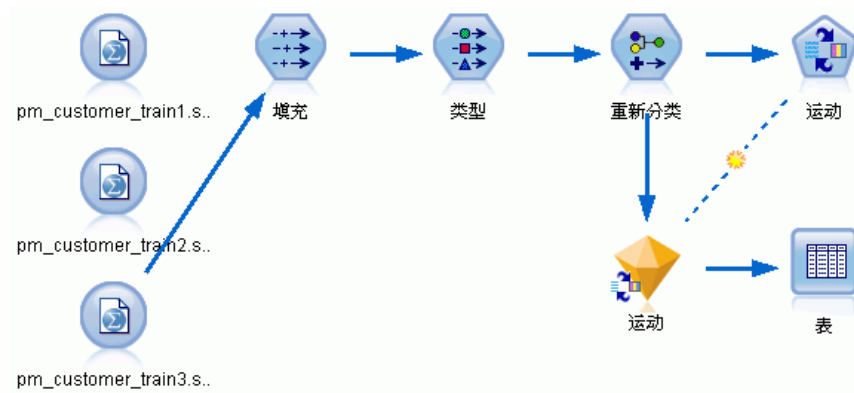 pm_customer_train1.s..
填充
类型
重新分类
运动
pm_customer_train2.s..
运动
表
pm_customer_train3.s..